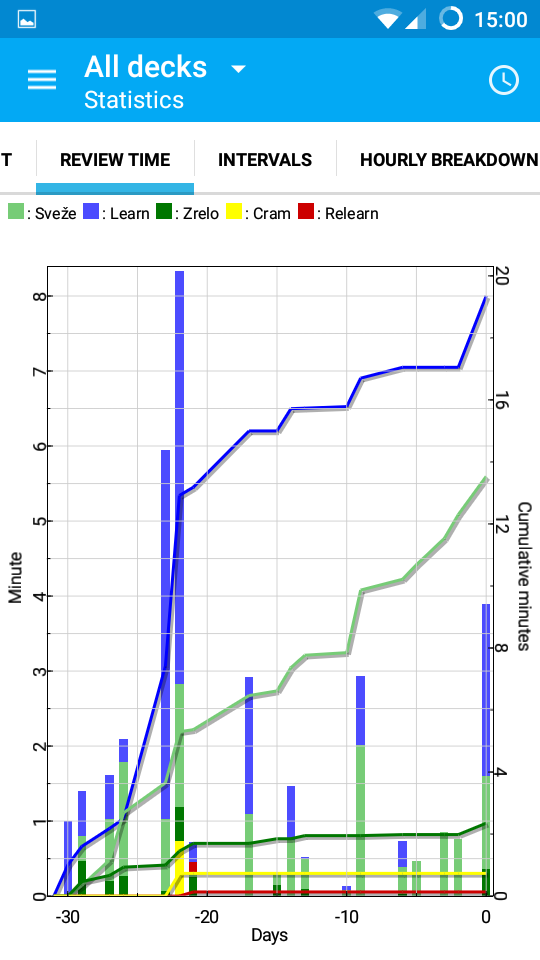 15:00
All decks
Statistics
T REVIEW TIME INTERVALS HOURLY BREAKDOWN
: Sveže : Learn : Zrelo : Cram : Relearn
8
7
6
5
4
3
2
1
0
Minute
20
16
12
8
4
0
Cumulative minutes
-30 -20 -10 0
Days